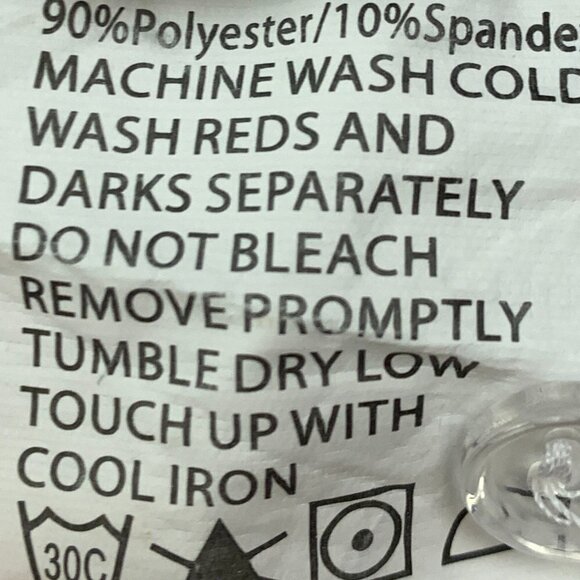 90%Polyester/10%Spande
MACHINE WASH COLD
WASH REDS AND
DARKS SEPARATELY
DO NOT BLEACH
REMOVE PROMPTLY
TUMBLE DRY LOW
TOUCH UP WITH
COOL IRON
30C